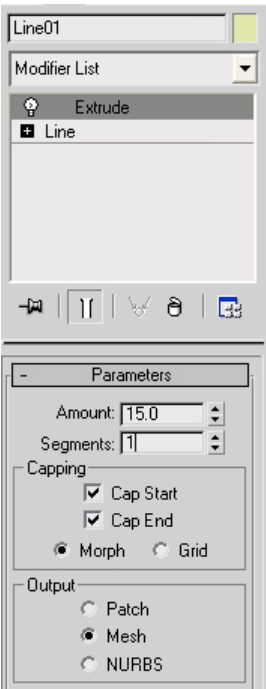 Line01
Modifier List
Extrude
Line
- Parameters
Amount: 15.0
Segments: 1
Capping
Cap Start
Cap End
Morph Grid
Output
Patch
Mesh
NURBS